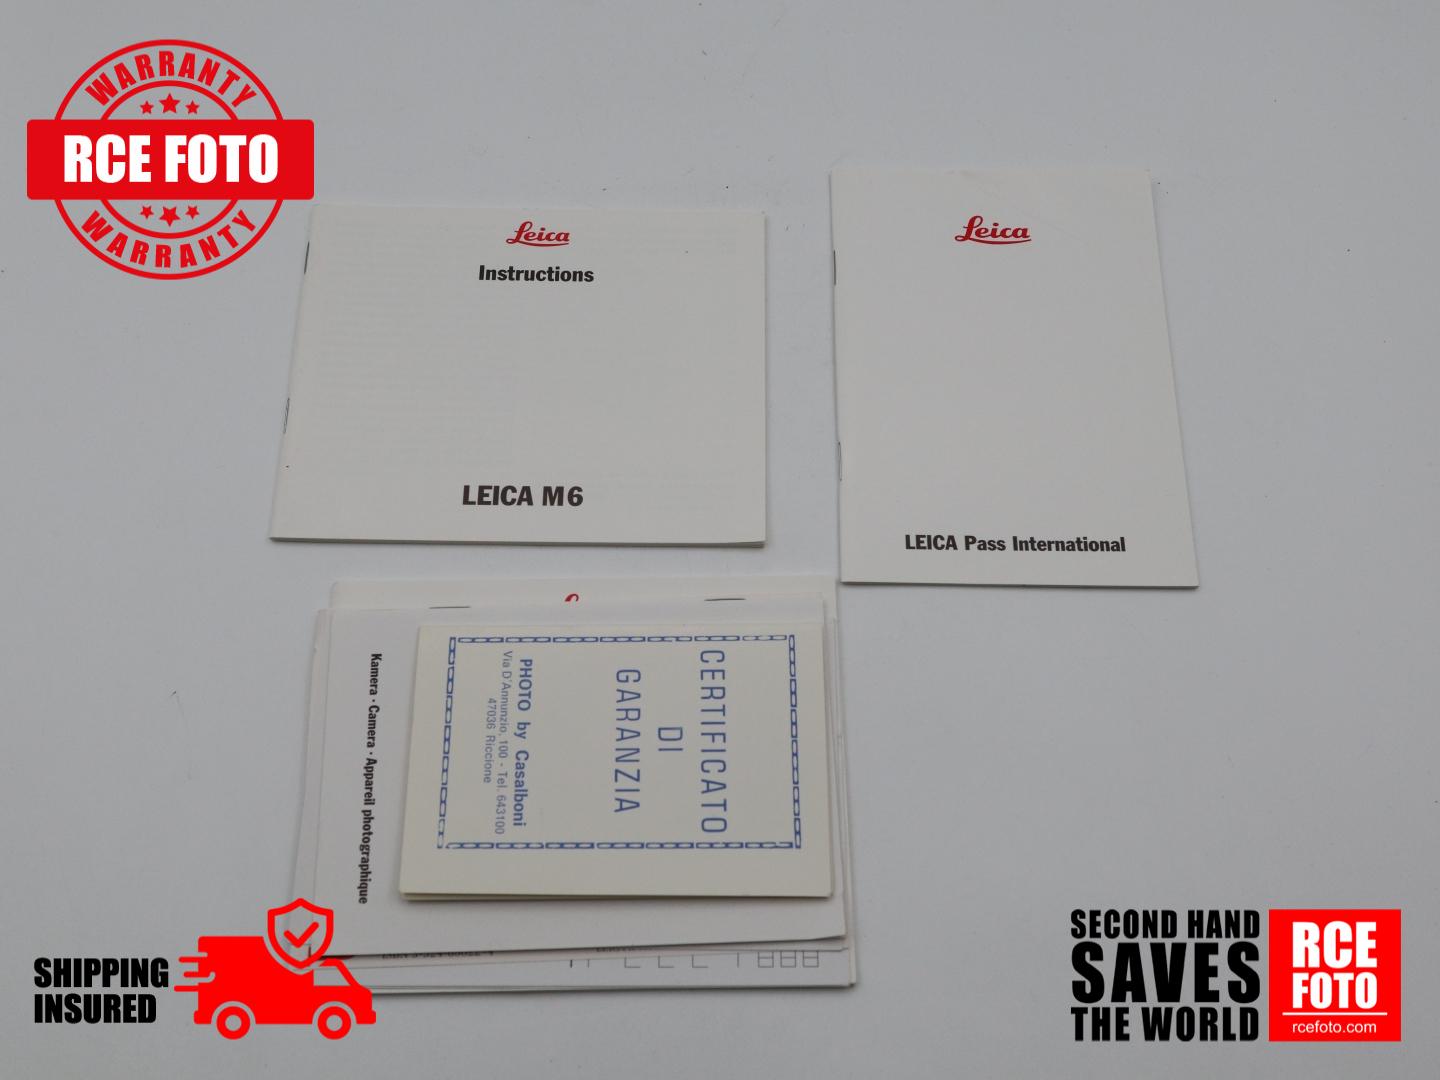 WARRANTY
RCE FOTO
WARRANTY
Leica
Instructions
LEICA M6
Leica
LEICA Pass International
Kamera · Camera · Appareil photographique
CERTIFICATO
DI
GARANZIA
PHOTO by Casalboni
Via D'Annunzio, 100 - Tel. 643100
47036 Riccione
SHIPPING
INSURED
SECOND HAND
SAVES
THE WORLD
RCE
FOTO
rcefoto.com